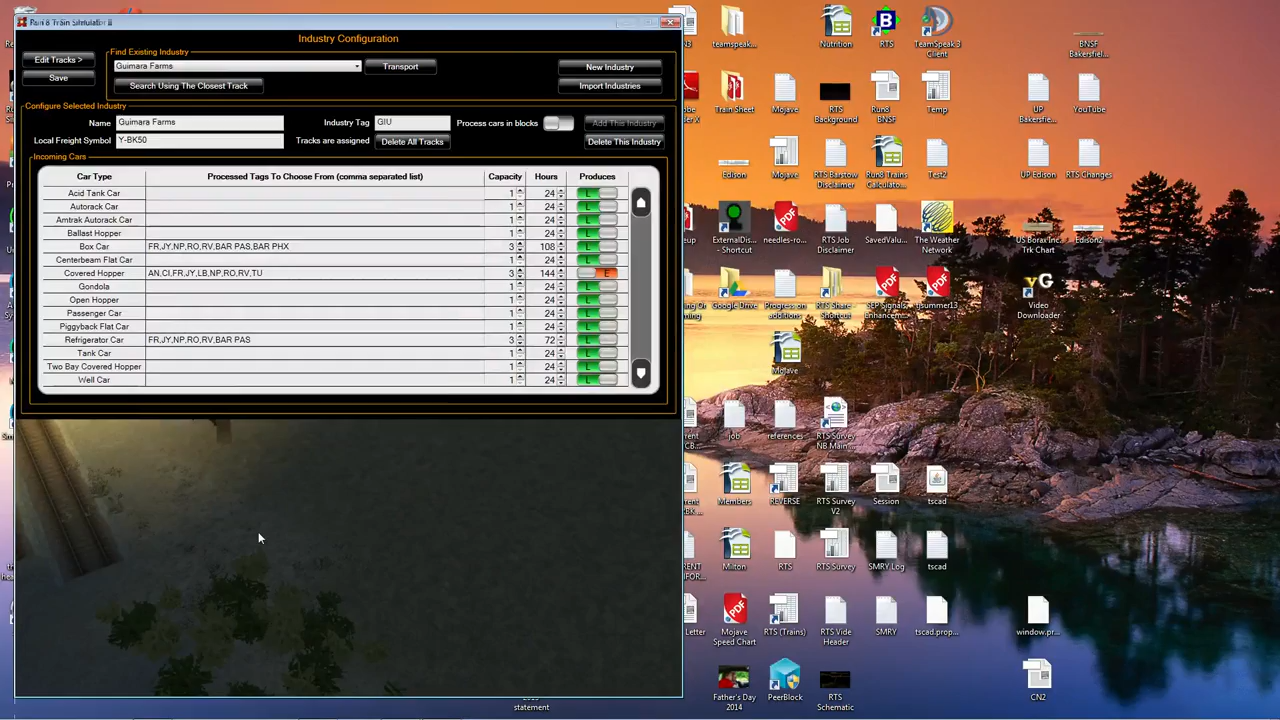 Run 8 Train Simulator II
Industry Configuration
Find Existing Industry
Edit Tracks >
Save
Guimara Farms
Transport
Search Using The Closest Track
New Industry
Import Industries
Configure Selected Industry
Name
Guimara Farms
Industry Tag
GIU
Process cars in blocks
Add This Industry
Local Freight Symbol
Y-BK50
Tracks are assigned
Delete All Tracks
Delete This Industry
Incoming Cars
Car Type Processed Tags To Choose From (comma separated list) Capacity Hours Produces
Acid Tank Car 1 24 L
Autorack Car 1 24 L
Amtrak Autorack Car 1 24 L
Ballast Hopper 1 24 L
Box Car FR,JY,NP,RO,RV,BAR PAS,BAR PHX 3 108 L
Centerbeam Flat Car 1 24 L
Covered Hopper AN,CI,FR,JY,LB,NP,RO,RV,TU 3 144 E
Gondola 1 24 L
Open Hopper 1 24 L
Passenger Car 1 24 L
Piggyback Flat Car 1 24 L
Refrigerator Car FR,JY,NP,RO,RV,BAR PAS 3 72 L
Tank Car 1 24 L
Two Bay Covered Hopper 1 24 L
Well Car 1 24 L
teamspeak...
Nutrition
RTS
TeamSpeak 3
Client
BNSF
Bakersfiel...
Train Sheet
Mojave
RTS
Background
Run8
BNSF
Temp
UP
Bakersfie...
YouTube
Edison
Mojave
RTS Barstow
Disclaimer
Run8 Trains
Calculato...
Test2
UP Edison
RTS Changes
ExternalDis...
- Shortcut
needles-ro...
RTS Job
Disclaimer
SavedValu...
The Weather
Network
US Borax Inc.
Trk Chart
Edison2
Google Drive
Progress on
additions
RTS Share -
Shortcut
SBP Signals,
Enhancem...
rjsummer13
Video
Downloader
Mojave
job
references
RTS Survey
NB Main ...
Members
REVERSE
RTS Survey
V2
Session
tscad
Milton
RTS
RTS Survey
SMRY Log
tscad
Letter
Mojave
Speed Chart
RTS (Trains)
RTS Vide
Header
SMRY
tscad.prop...
window.pr...
Father's Day
2014
PeerBlock
RTS
Schematic
CN2
statement